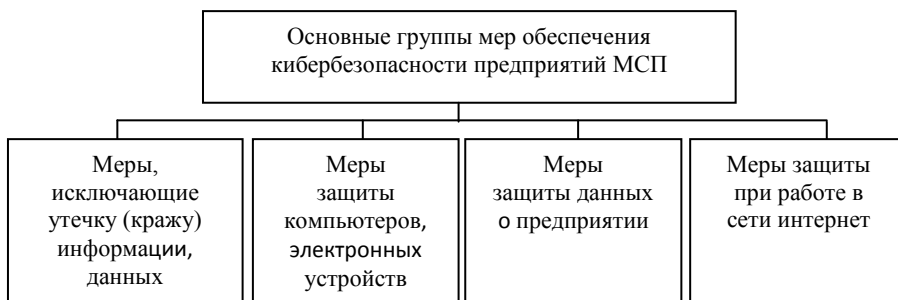 Основные группы мер обеспечения
кибербезопасности предприятий МСП
Меры,
исключающие
утечку (кражу)
информации,
данных
Меры
защиты
компьютеров,
электронных
устройств
Меры
защиты данных
о предприятии
Меры защиты
при работе в
сети интернет